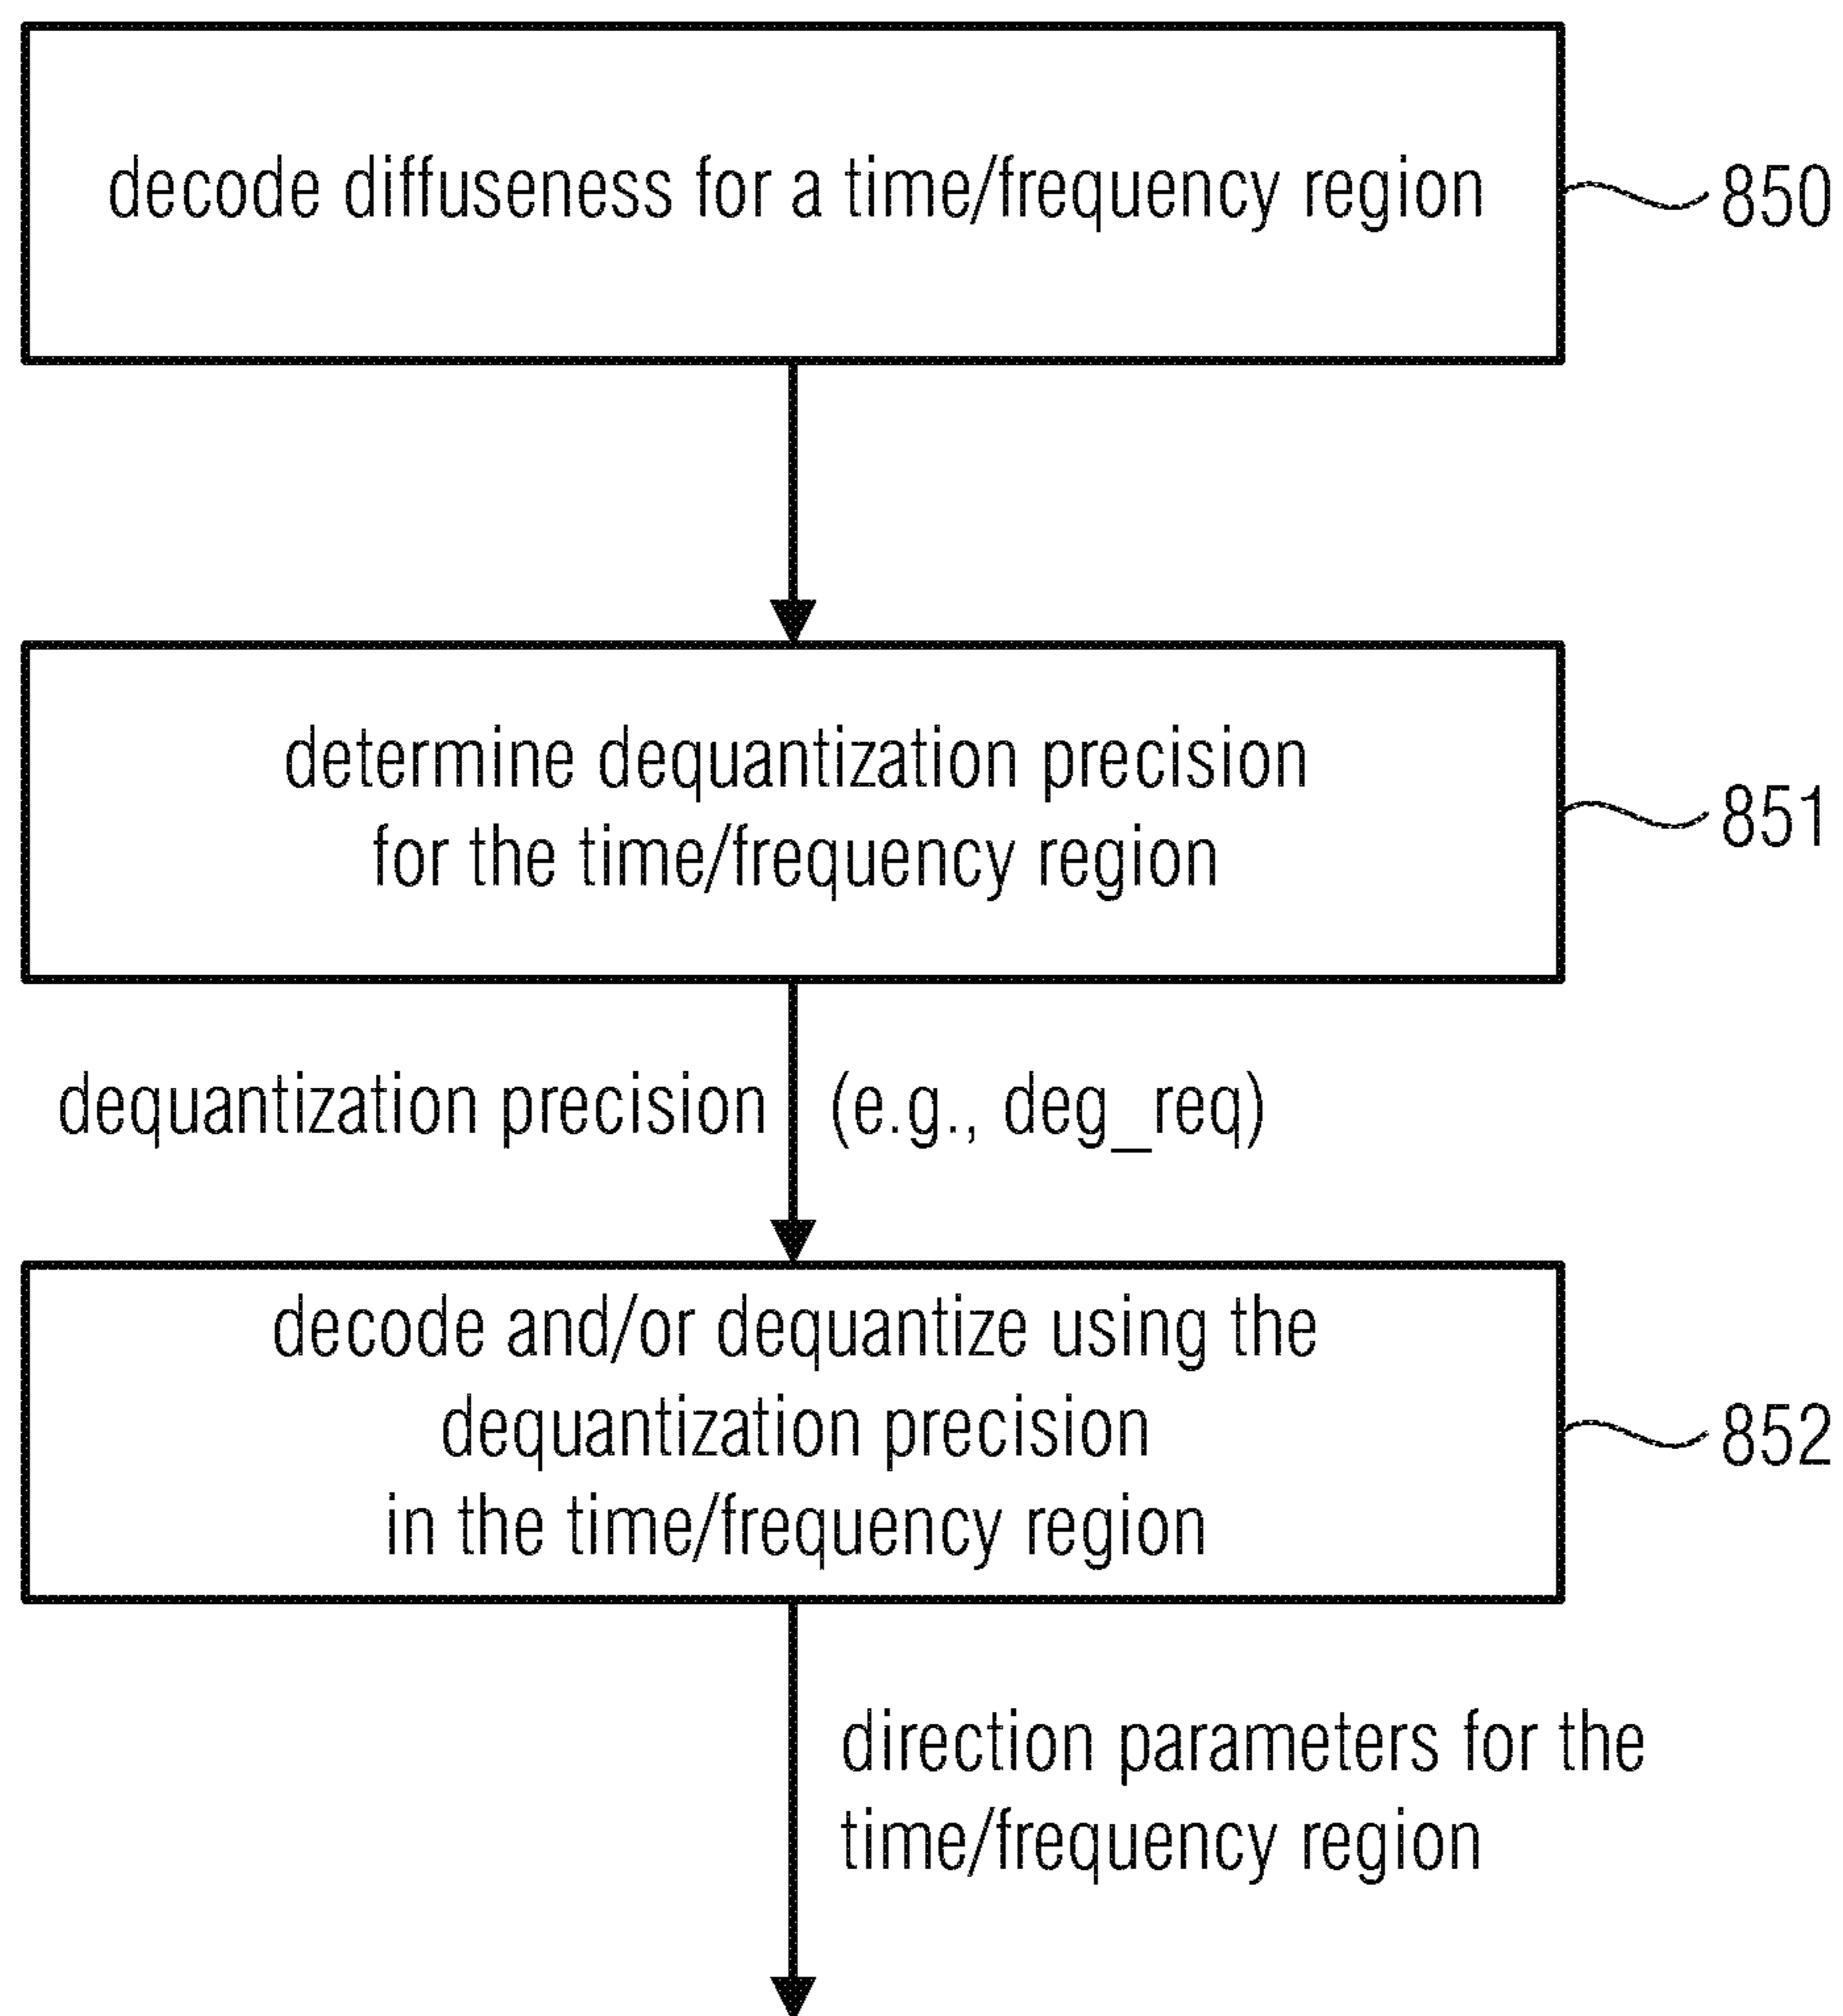 decode diffuseness for a time/frequency region
850
determine dequantization precision
for the time/frequency region
851
dequantization precision (e.g., deg_req)
decode and/or dequantize using the
dequantization precision
in the time/frequency region
852
direction parameters for the
time/frequency region